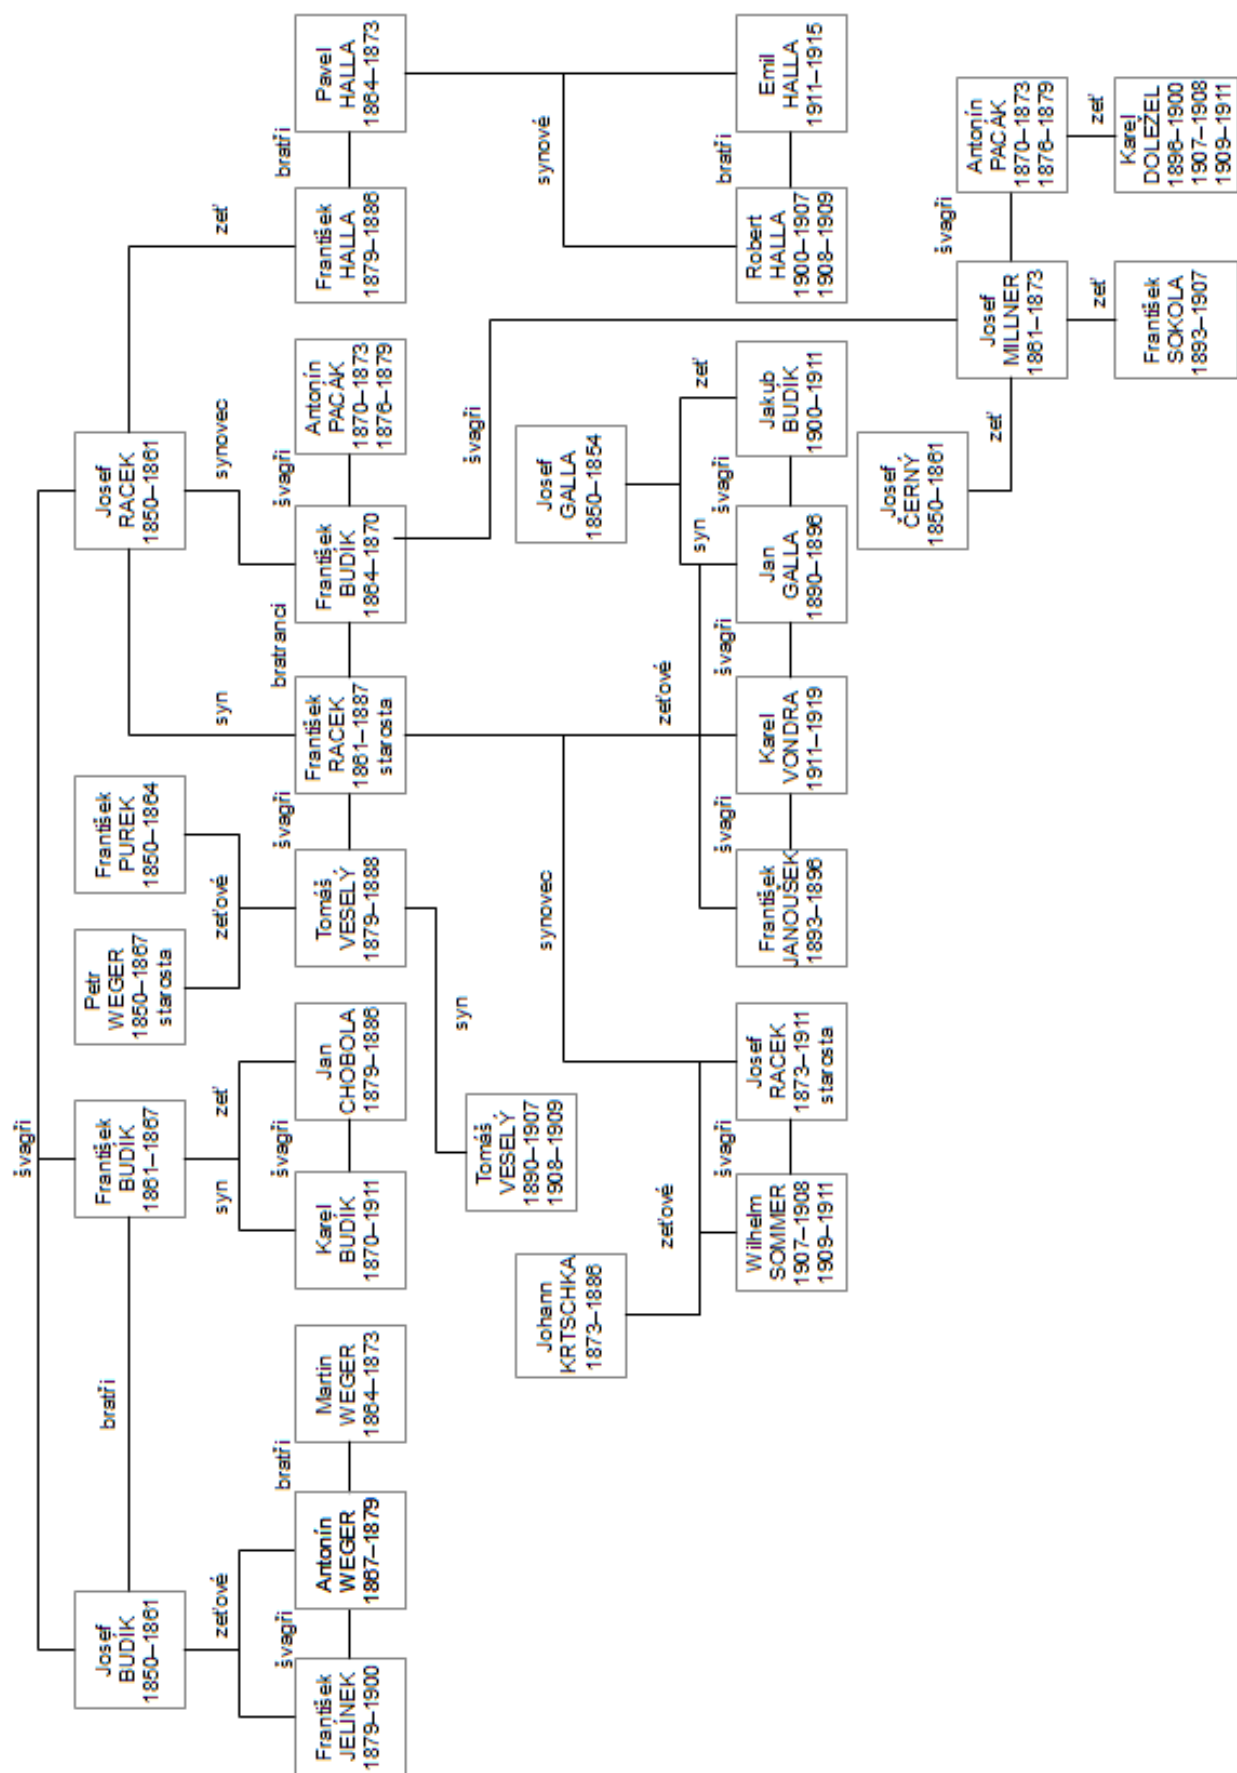 švagři
Josef
BUDÍK
1850–1861
bratři
František
BUDÍK
1861–1867
Petr
WEGER
1850–1867
starosta
František
PUREK
1850–1864
Josef
RACEK
1850–1861
zeťové
syn
zeť
zeťové
syn
synovec
zeť
František
JELÍNEK
1879–1900
švagři
Antonín
WEGER
1867–1879
bratři
Martin
WEGER
1864–1873
Karel
BUDÍK
1870–1911
švagři
Jan
CHOBOLA
1879–1886
Tomáš
VESELÝ
1879–1888
švagři
František
RACEK
1861–1887
starosta
bratranci
František
BUDÍK
1864–1870
švagři
Antonín
PACÁK
1870–1873
1876–1879
František
HALLA
1879–1886
bratři
Pavel
HALLA
1864–1873
syn
švagři
synové
Tomáš
VESELÝ
1890–1907
1908–1909
synovec
Johann
KRTSCHKA
1873–1886
Josef
GALLA
1850–1854
zeťové
zeťové
syn
zeť
Wilhelm
SOMMER
1907–1908
1909–1911
švagři
Josef
RACEK
1873–1911
starosta
František
JANOUŠEK
1893–1896
švagři
Karel
VONDRA
1911–1919
švagři
Jan
GALLA
1890–1896
švagři
Jakub
BUDÍK
1900–1911
Robert
HALLA
1900–1907
1908–1909
bratři
Emil
HALLA
1911–1915
Josef
ČERNÝ
1850–1861
zeť
Josef
MILLNER
1861–1873
švagři
Antonín
PACÁK
1870–1873
1876–1879
zeť
zeť
František
SOKOLA
1893–1907
Karel
DOLEŽEL
1896–1900
1907–1908
1909–1911